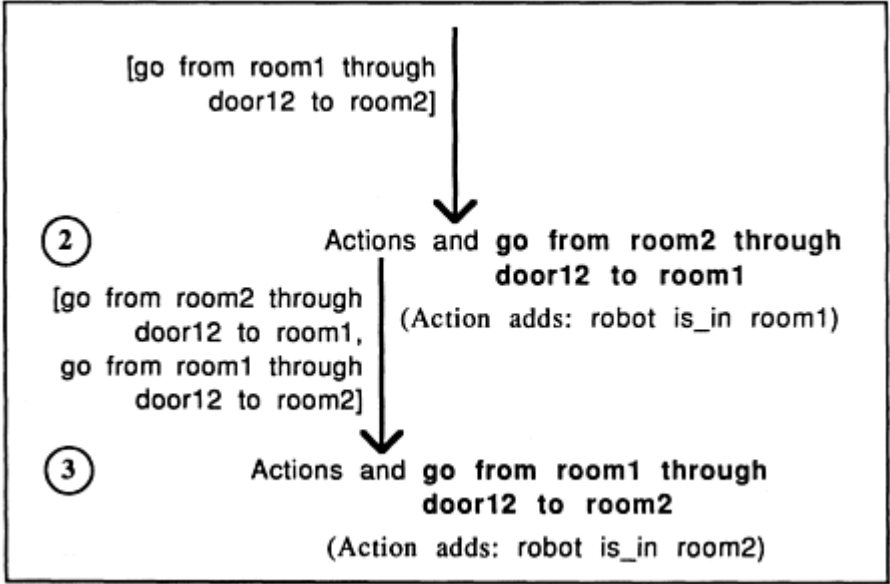 [go from room1 through
door12 to room2]
2
Actions and go from room2 through
door12 to room1
[go from room2 through
door12 to room1,
go from room1 through
door12 to room2]
(Action adds: robot is_in room1)
3
Actions and go from room1 through
door12 to room2
(Action adds: robot is_in room2)